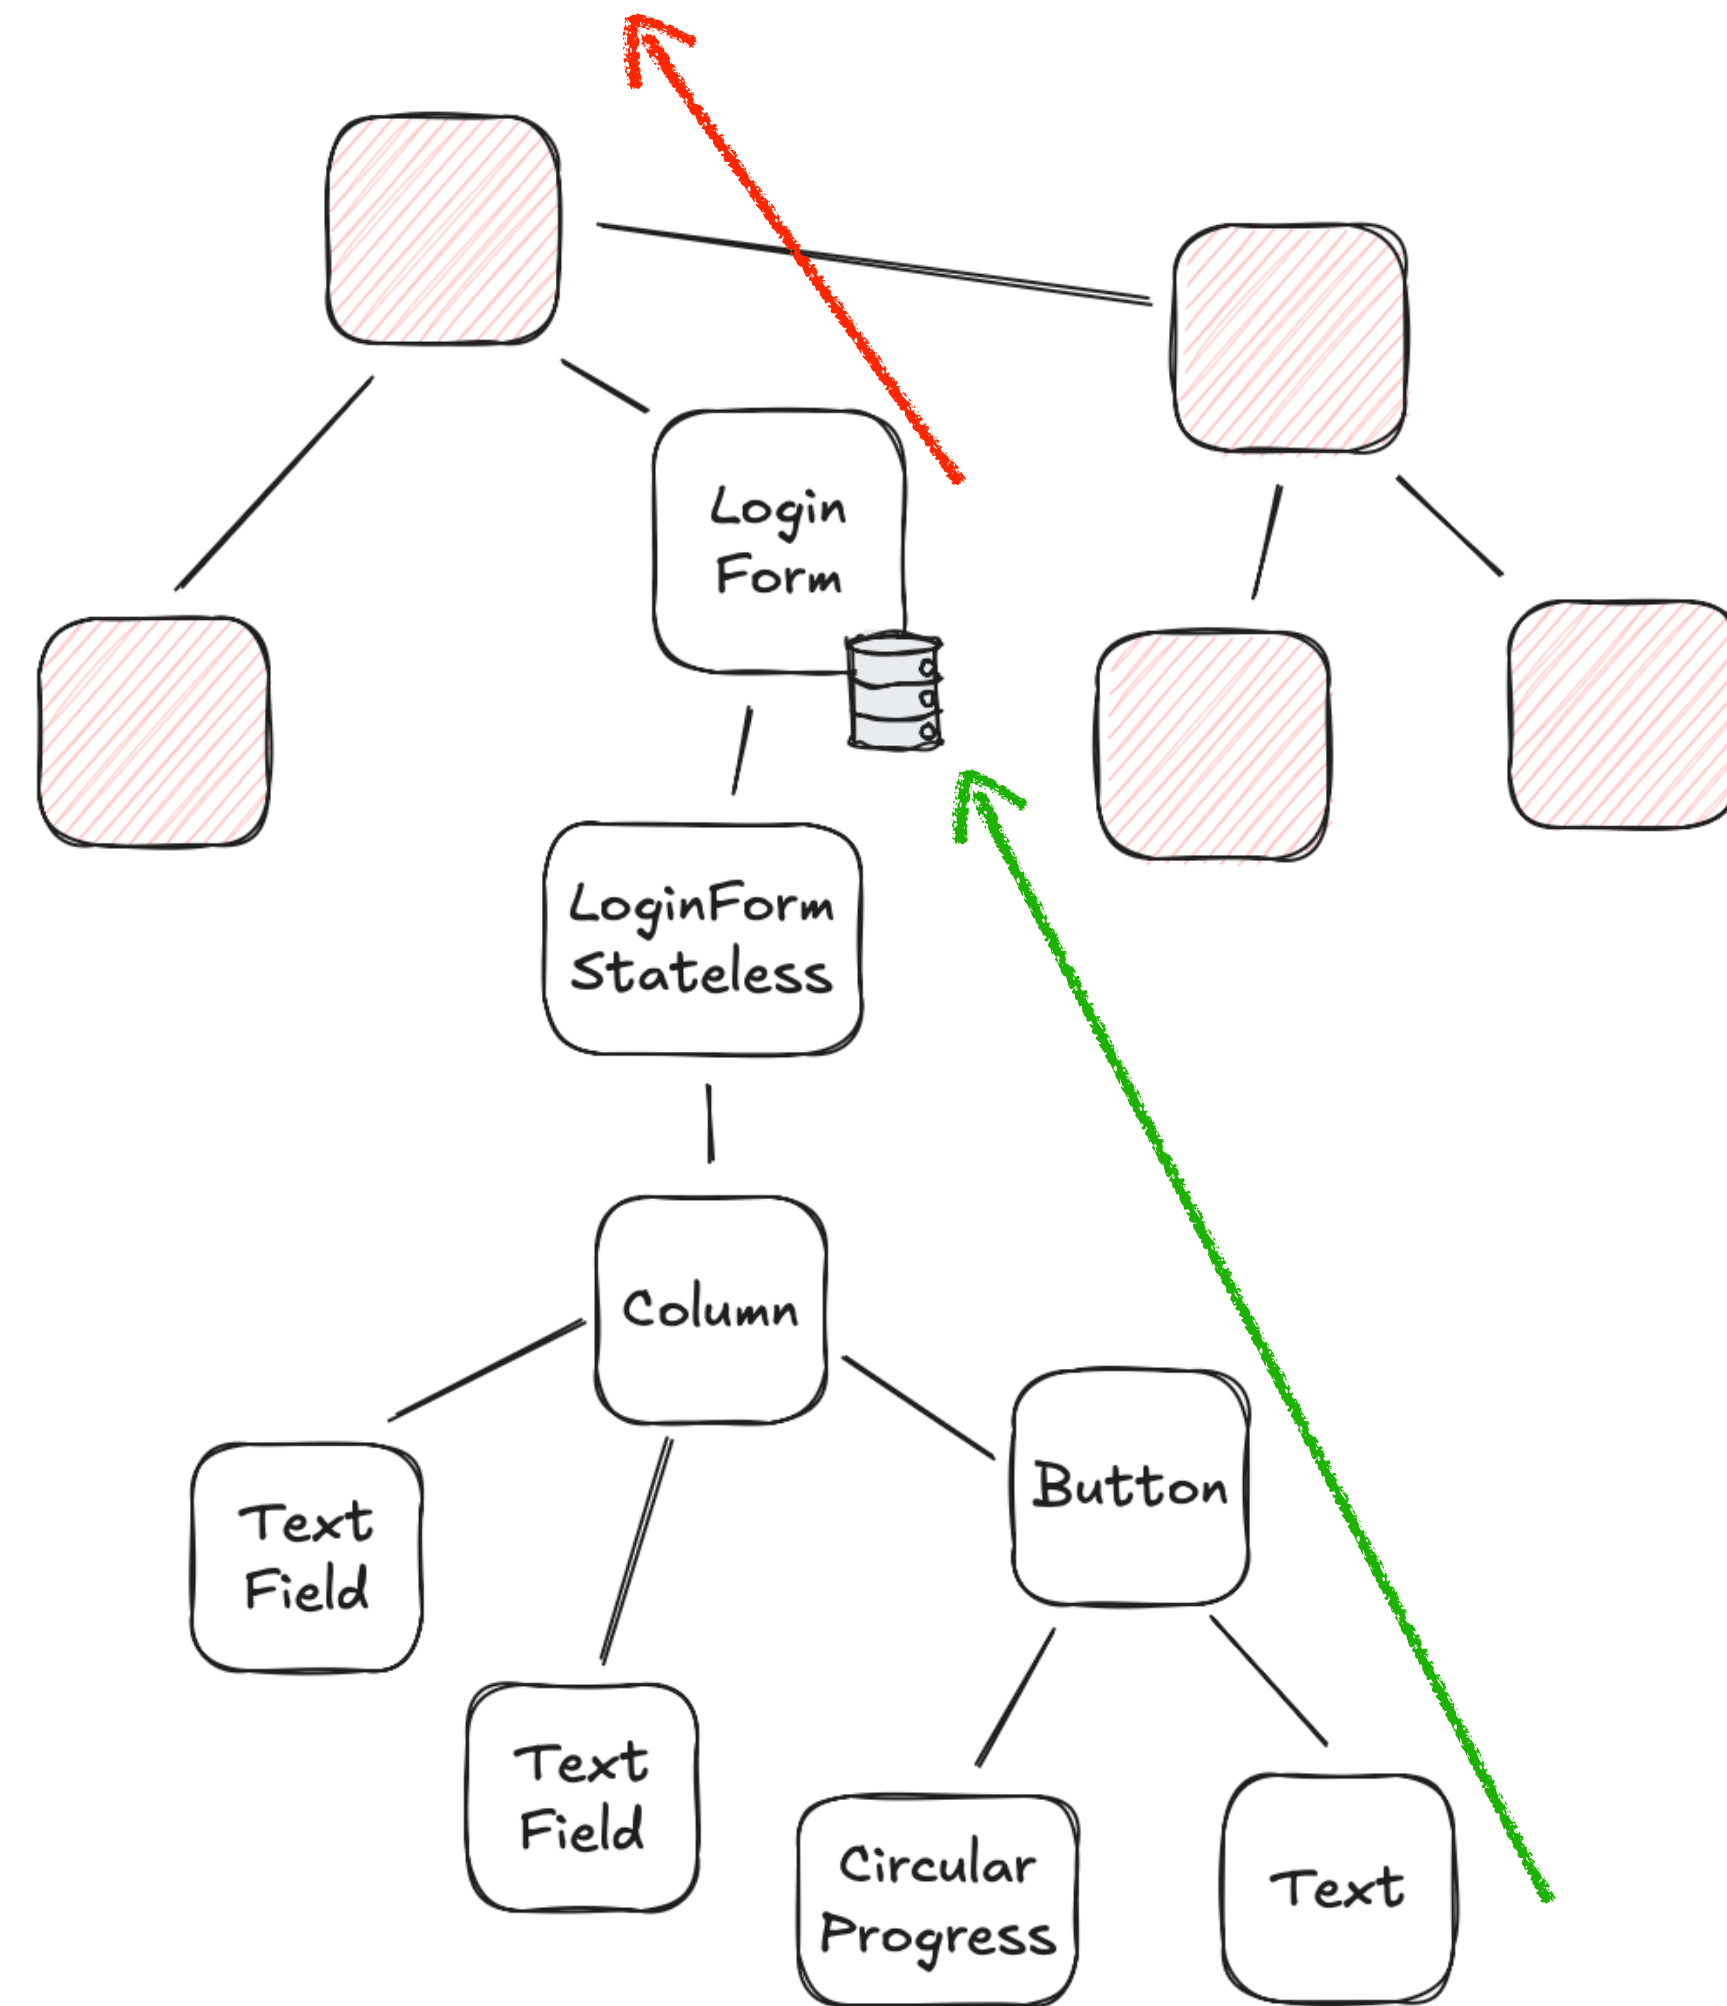 Login
Form
LoginForm
Stateless
Column
Button
Text
Field
Text
Field
Circular
Progress
Text